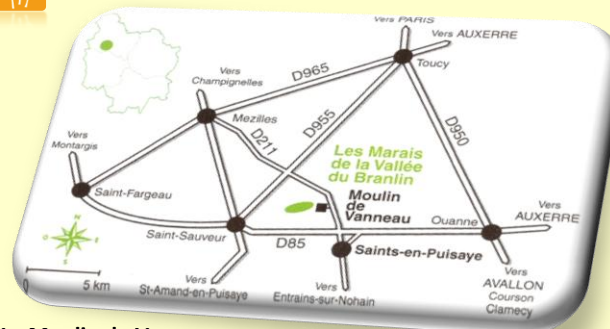 Vers PARIS
Vers AUXERRE
Toucy
Vers
Champignelles
D965
Mezilles
D955
D211
D950
Vers
Montargis
Les Marais
de la Vallée
du Branlin
Moulin
de
Vanneau
Saint-Fargeau
Ouanne
Vers
AUXERRE
Saint-Sauveur
D85
Saints-en-Puisaye
N
O
E
S
0
5 km
Vers
St-Amand-en-Puisaye
Vers
Entrains-sur-Nohain
Vers
AVALLON
Courson
Clamecy